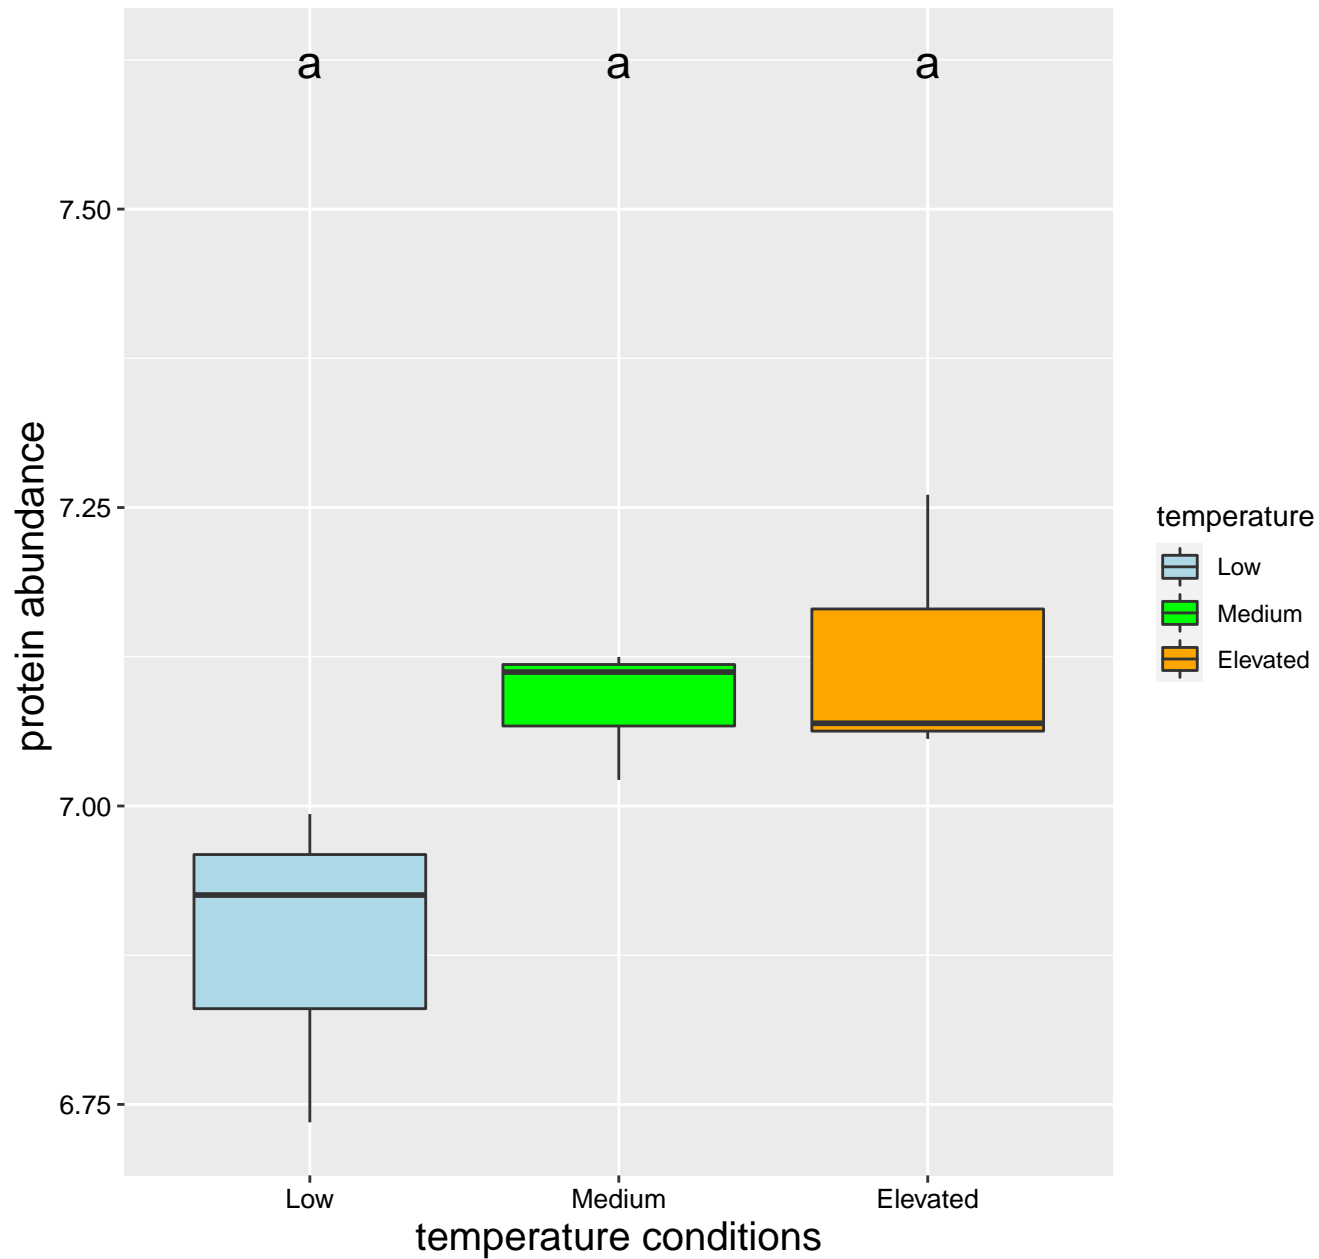 a a a
7.50
7.25
7.00
6.75
protein abundance
Low Medium Elevated
temperature conditions
temperature
Low
Medium
Elevated